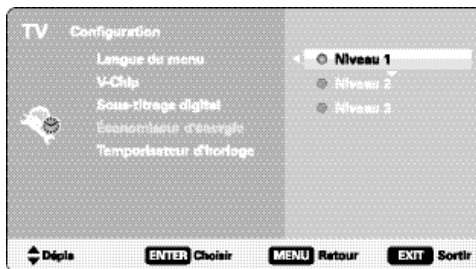 TV Configuration
Langue du menu
V-Chip
Sous-titrage digital
Économiseur d'énergie
Temporisateur d'horloge
Niveau 1
Niveau 2
Niveau 3
Dépla ENTER Choisir MENU Retour EXIT Sortir